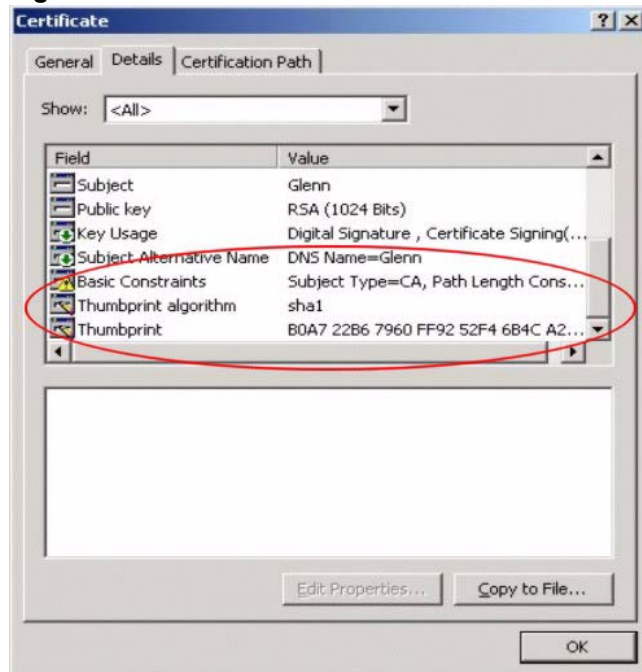 Certificate
General Details Certification Path
Show: <All>
Field Value
Subject Glenn
Public key RSA (1024 Bits)
Key Usage Digital Signature , Certificate Signing(...
Subject Alternative Name DNS Name=Glenn
Basic Constraints Subject Type=CA, Path Length Cons...
Thumbprint algorithm sha1
Thumbprint B0A7 22B6 7960 FF92 52F4 6B4C A2...
Edit Properties... Copy to File...
OK